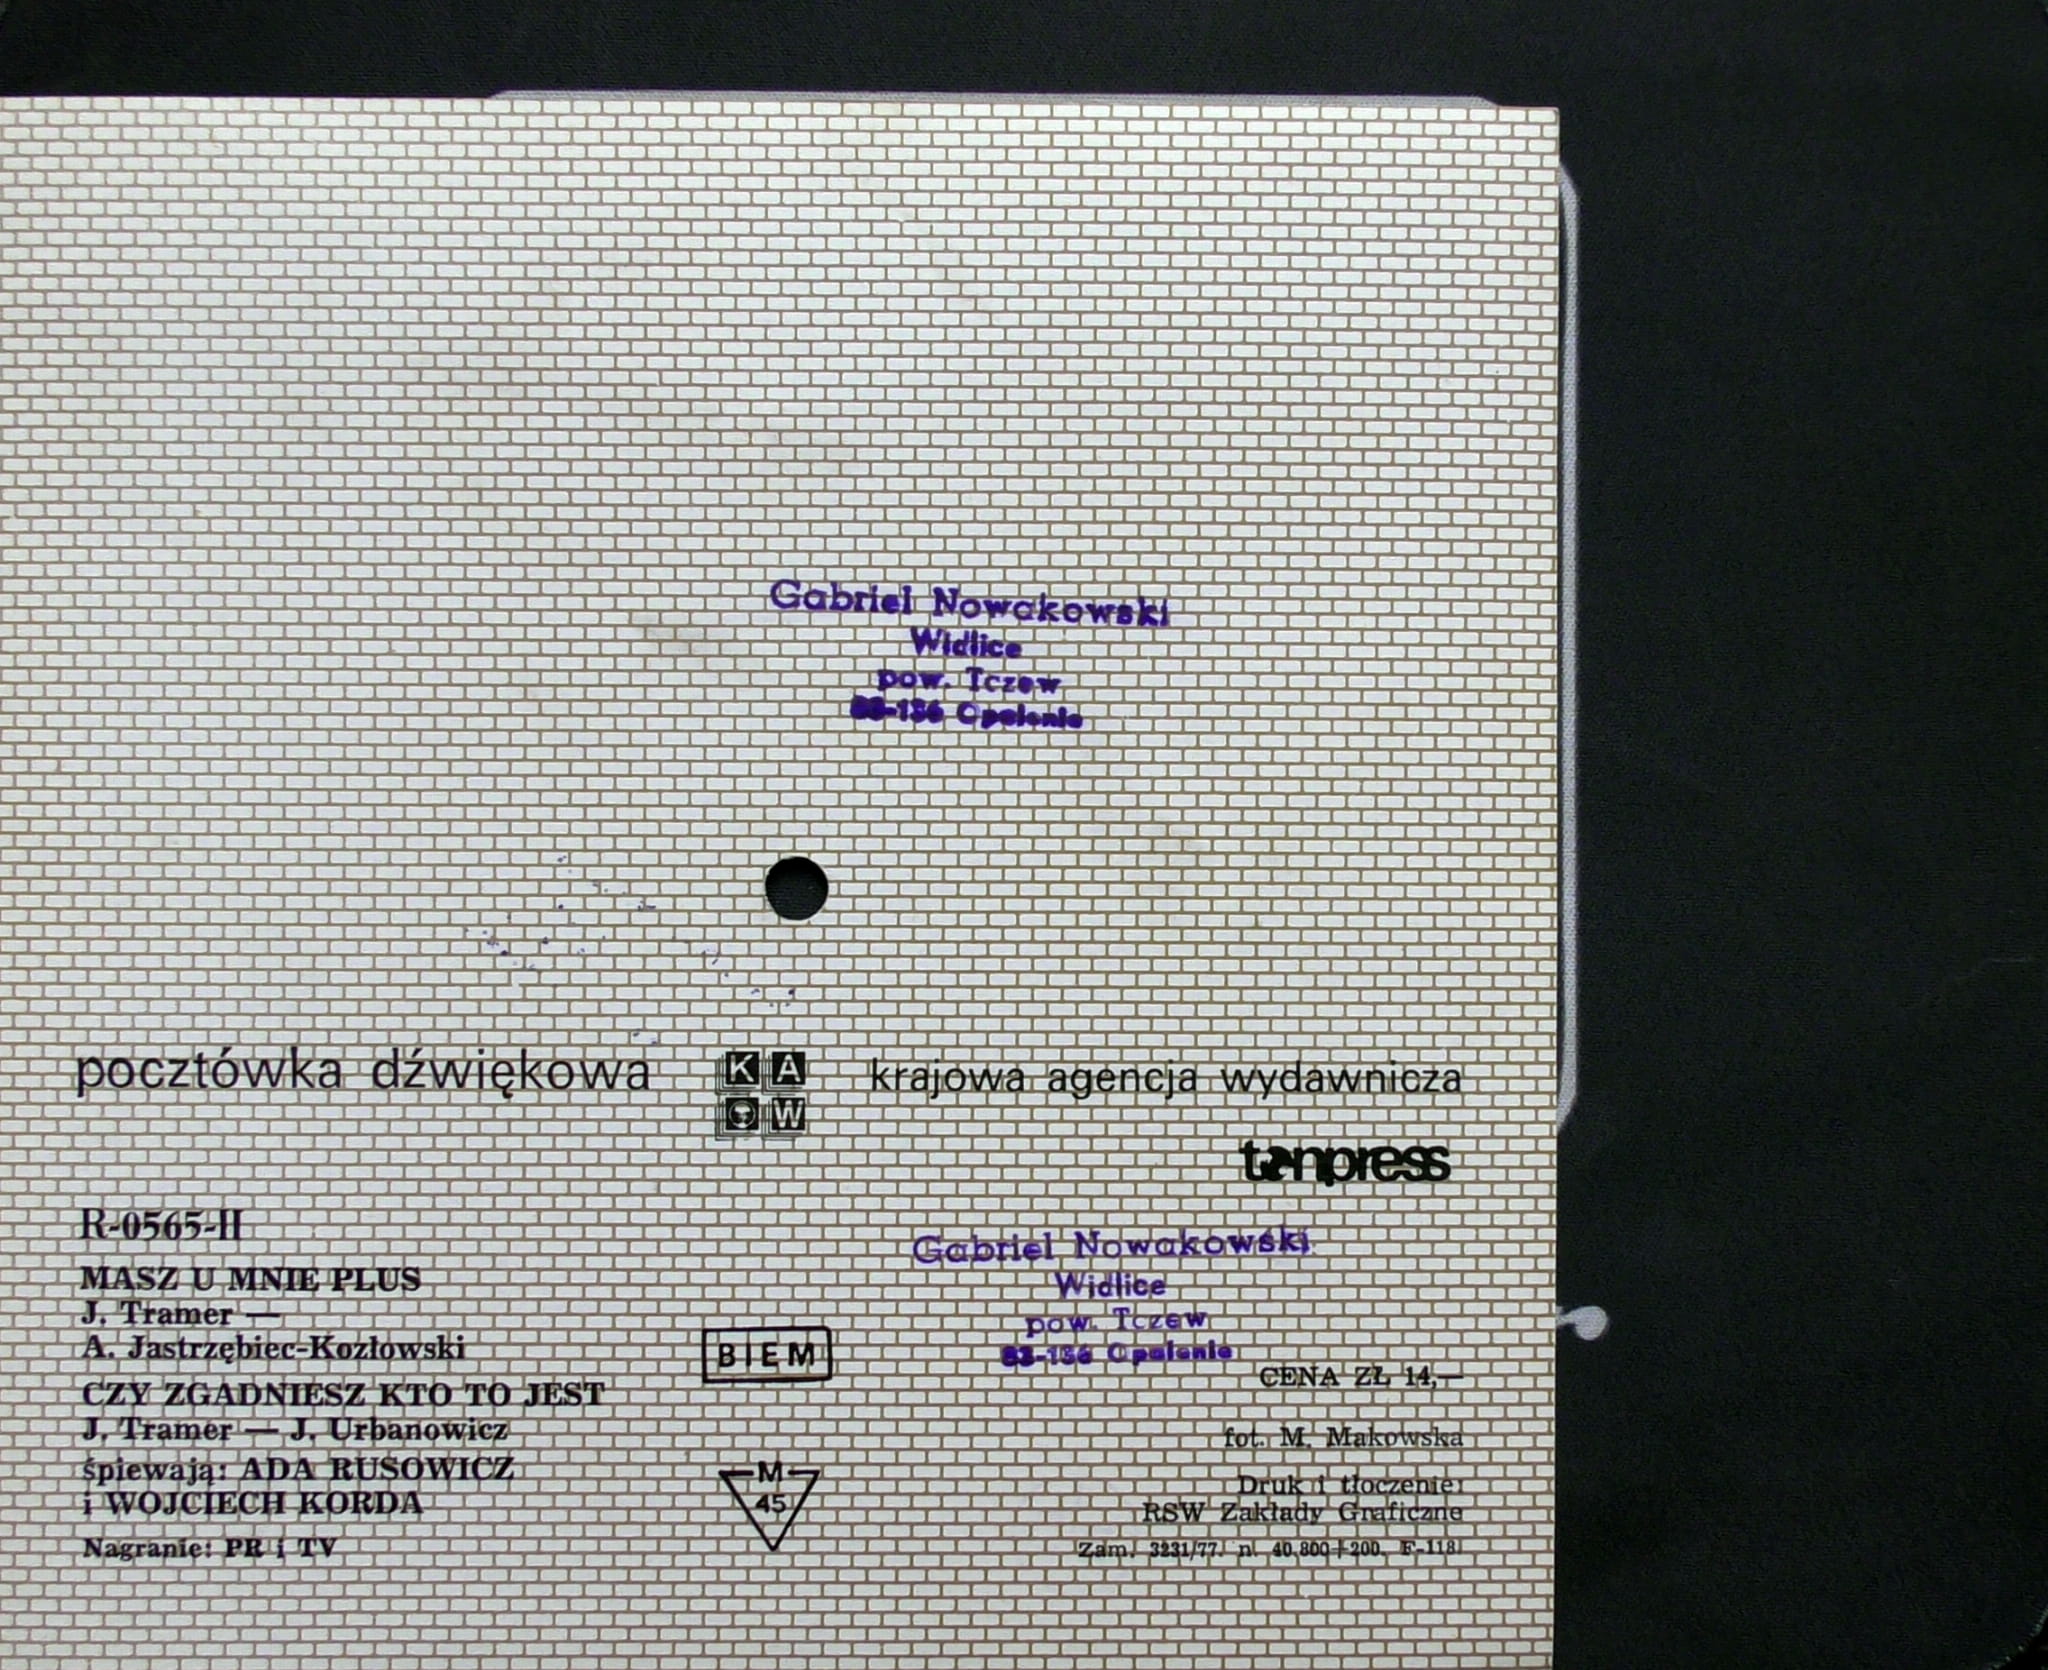 Gabriel Nowakowski
Widlice
pow. Tczew
83-136 Opalenie
pocztówka dźwiękowa
K A
W
krajowa agencja wydawnicza
tonpress
R-0565-II
MASZ U MNIE PLUS
J. Tramer —
A. Jastrzębiec-Kozłowski
CZY ZGADNIESZ KTO TO JEST
J. Tramer — J. Urbanowicz
śpiewają: ADA RUSOWICZ
i WOJCIECH KORDA
Nagranie: PR i TV
BIEM
M
45
Gabriel Nowakowski
Widlice
pow. Tczew
83-136 Opalenie
CENA ZŁ 14,—
fot. M. Makowska
Druk i tłoczenie:
RSW Zakłady Graficzne
Zam. 3231/77. n. 40.800+200. F-118.